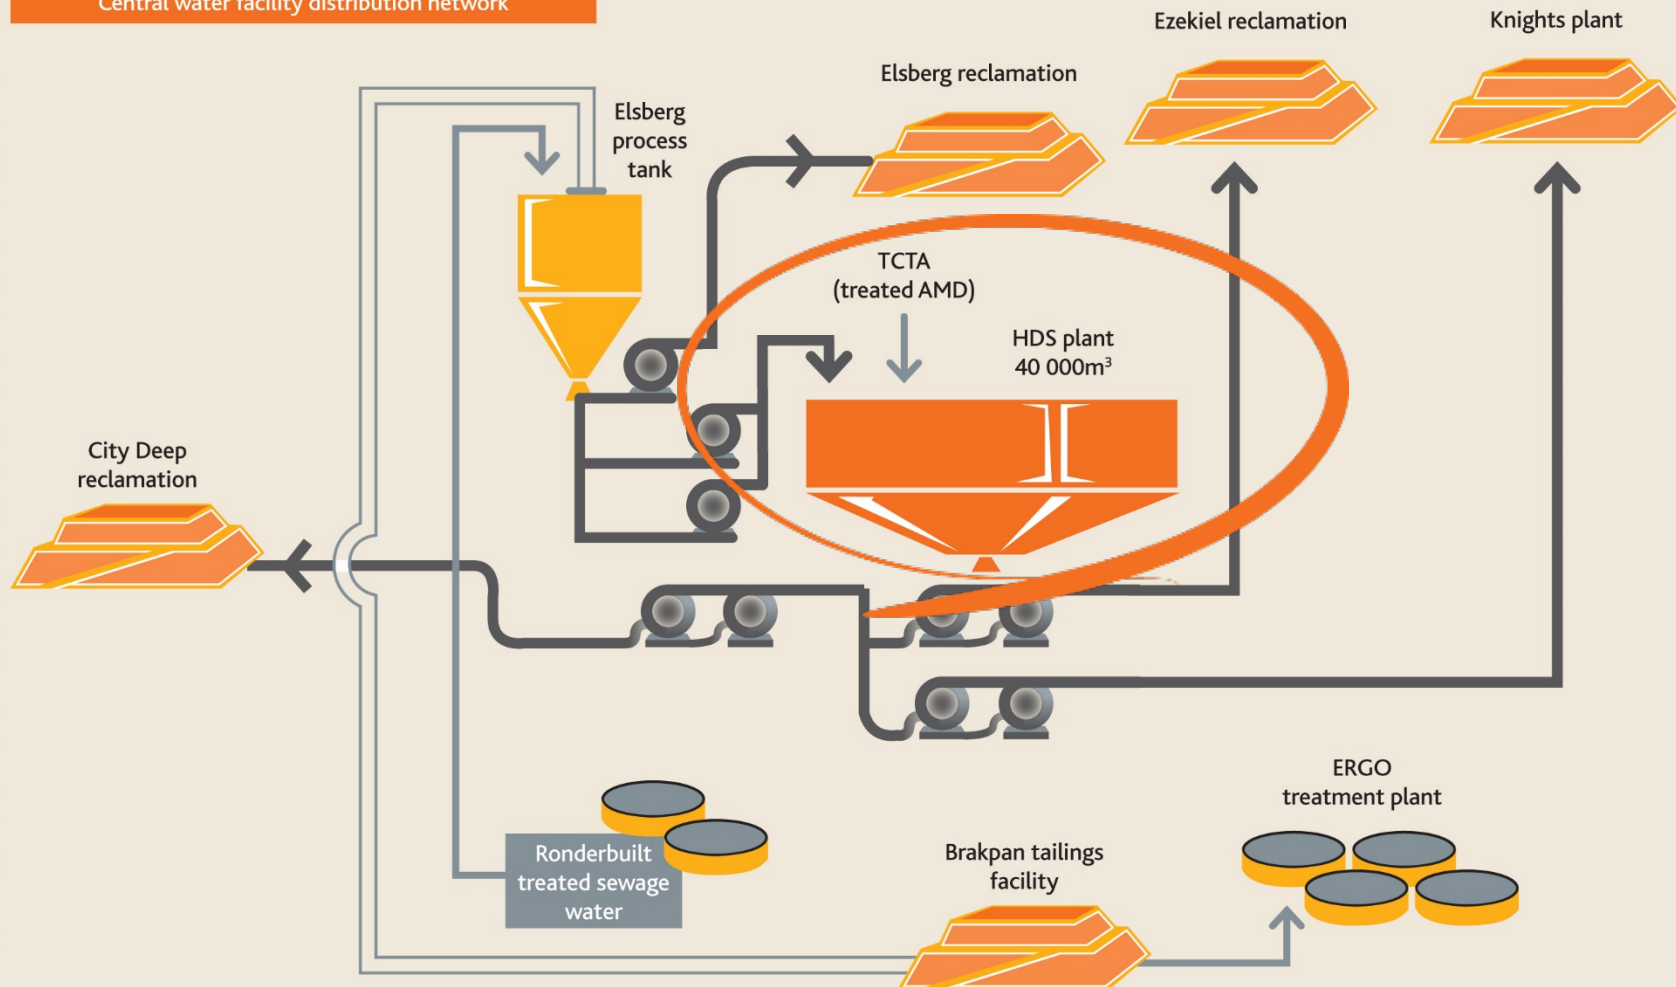 Central water facility distribution network
Ezekiel reclamation
Knights plant
Elsberg reclamation
Elsberg
process
tank
TCTA
(treated AMD)
HDS plant
40 000m³
City Deep
reclamation
ERGO
treatment plant
Ronderbuilt
treated sewage
water
Brakpan tailings
facility